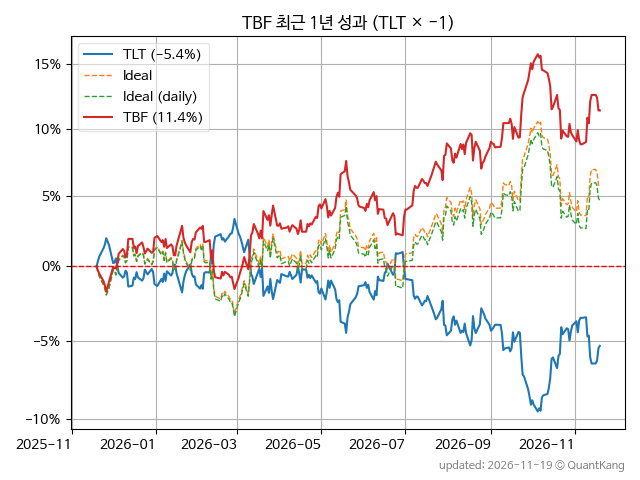 TBF 최근 1년 성과 (TLT × −1)
TLT (−5.4%)
Ideal
Ideal (daily)
TBF (11.4%)
15%
10%
5%
0%
−5%
−10%
2025-11
2026-01
2026-03
2026-05
2026-07
2026-09
2026-11
updated: 2026-11-19 © QuantKang